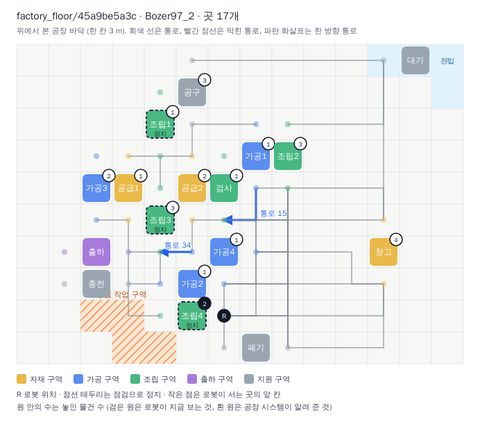 factory_floor/45a9be5a3c · Bozer97_2 · 곳 17개
위에서 본 공장 바닥 (한 칸 3 m). 회색 선은 통로, 빨간 점선은 막힌 통로, 파란 화살표는 한 방향 통로
대기
진입
공구 3
조립1 1
정지
가공1 1
조립2 3
가공3 2
공급1 1
공급2 2
검사 1
조립3 3
정지
통로 15
통로 34
출하
가공4 1
창고 4
충전
가공2 1
작업 구역
조립4 2
정지
R
폐기
자재 구역 가공 구역 조립 구역 출하 구역 지원 구역
R 로봇 위치 · 점선 테두리는 점검으로 정지 · 작은 점은 로봇이 서는 곳의 앞 칸
원 안의 수는 놓인 물건 수 (검은 원은 로봇이 지금 보는 것, 흰 원은 공장 시스템이 알려 준 것)